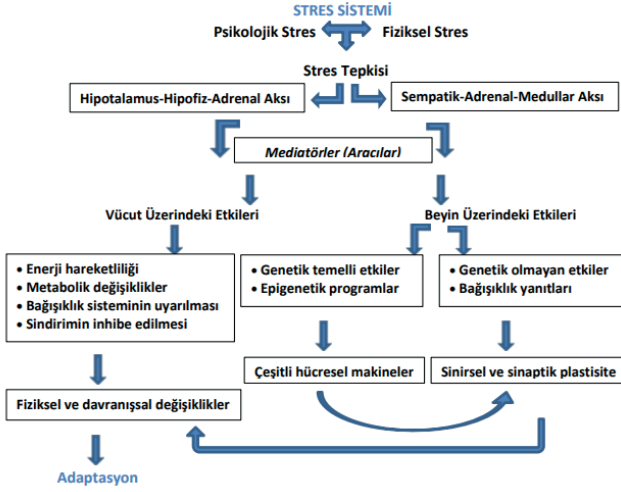 STRES SİSTEMİ
Psikolojik Stres
Fiziksel Stres
Stres Tepkisi
Hipotalamus-Hipofiz-Adrenal Aksı
Sempatik-Adrenal-Medullar Aksı
Mediatörler (Aracılar)
Vücut Üzerindeki Etkileri
Beyin Üzerindeki Etkileri
• Enerji hareketliliği
• Metabolik değişiklikler
• Bağışıklık sisteminin uyarılması
• Sindirimin inhibe edilmesi
• Genetik temelli etkiler
• Epigenetik programlar
• Genetik olmayan etkiler
• Bağışıklık yanıtları
Çeşitli hücresel makineler
Sinirsel ve sinaptik plastisite
Fiziksel ve davranışsal değişiklikler
Adaptasyon